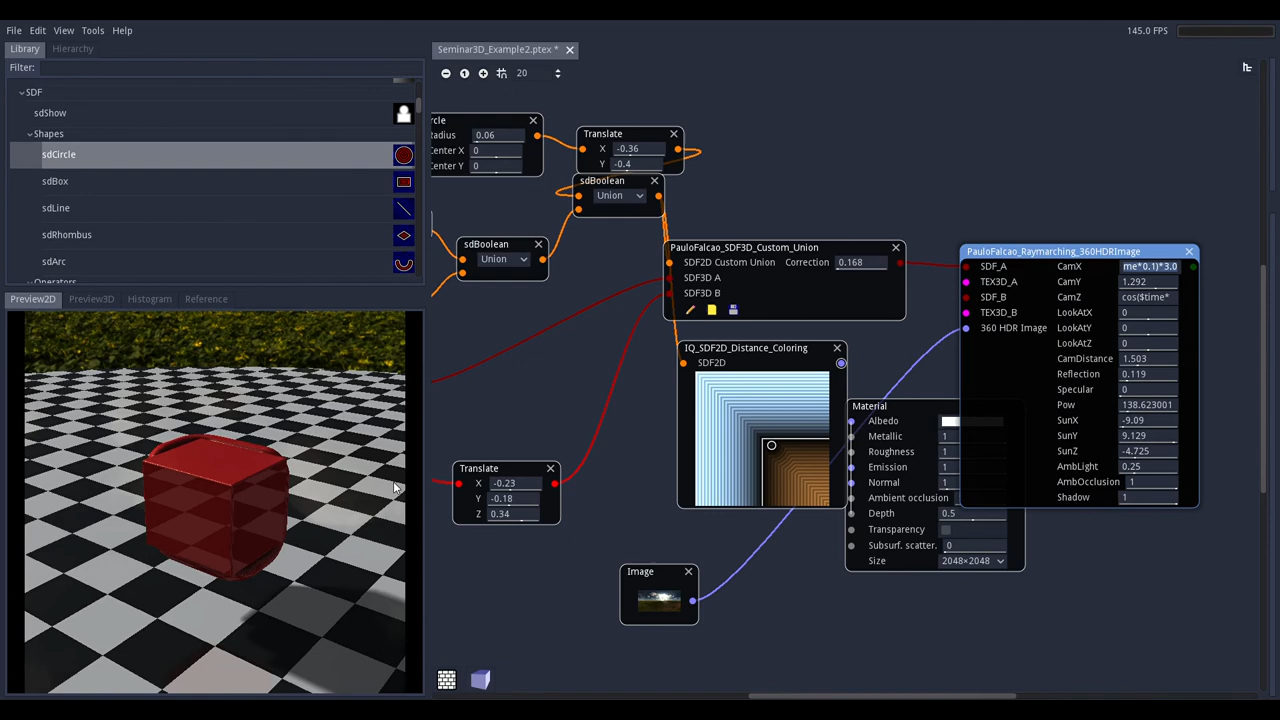 File Edit View Tools Help
145.0 FPS
Library Hierarchy
Seminar3D_Example2.ptex *
Filter:
20
SDF
sdShow
Shapes
sdCircle
sdBox
sdLine
sdRhombus
sdArc
Operators
Preview2D Preview3D Histogram Reference
rcle
Radius 0.06
Center X 0
Center Y 0
Translate
X -0.36
Y -0.4
sdBoolean
Union
sdBoolean
Union
PauloFalcao_SDF3D_Custom_Union
SDF2D Custom Union Correction 0.168
SDF3D A
SDF3D B
IQ_SDF2D_Distance_Coloring
SDF2D
Translate
X -0.23
Y -0.18
Z 0.34
Image
Material
Albedo
Metallic 1
Roughness 1
Emission 1
Normal 1
Ambient occlusion
Depth 0.5
Transparency
Subsurf. scatter. 0
Size 2048×2048
PauloFalcao_Raymarching_360HDRImage
SDF_A CamX me*0.1)*3.0
TEX3D_A CamY 1.292
SDF_B CamZ cos($time*
TEX3D_B LookAtX 0
360 HDR Image LookAtY 0
LookAtZ 0
CamDistance 1.503
Reflection 0.119
Specular 0
Pow 138.623001
SunX -9.09
SunY 9.129
SunZ -4.725
AmbLight 0.25
AmbOcclusion 1
Shadow 1